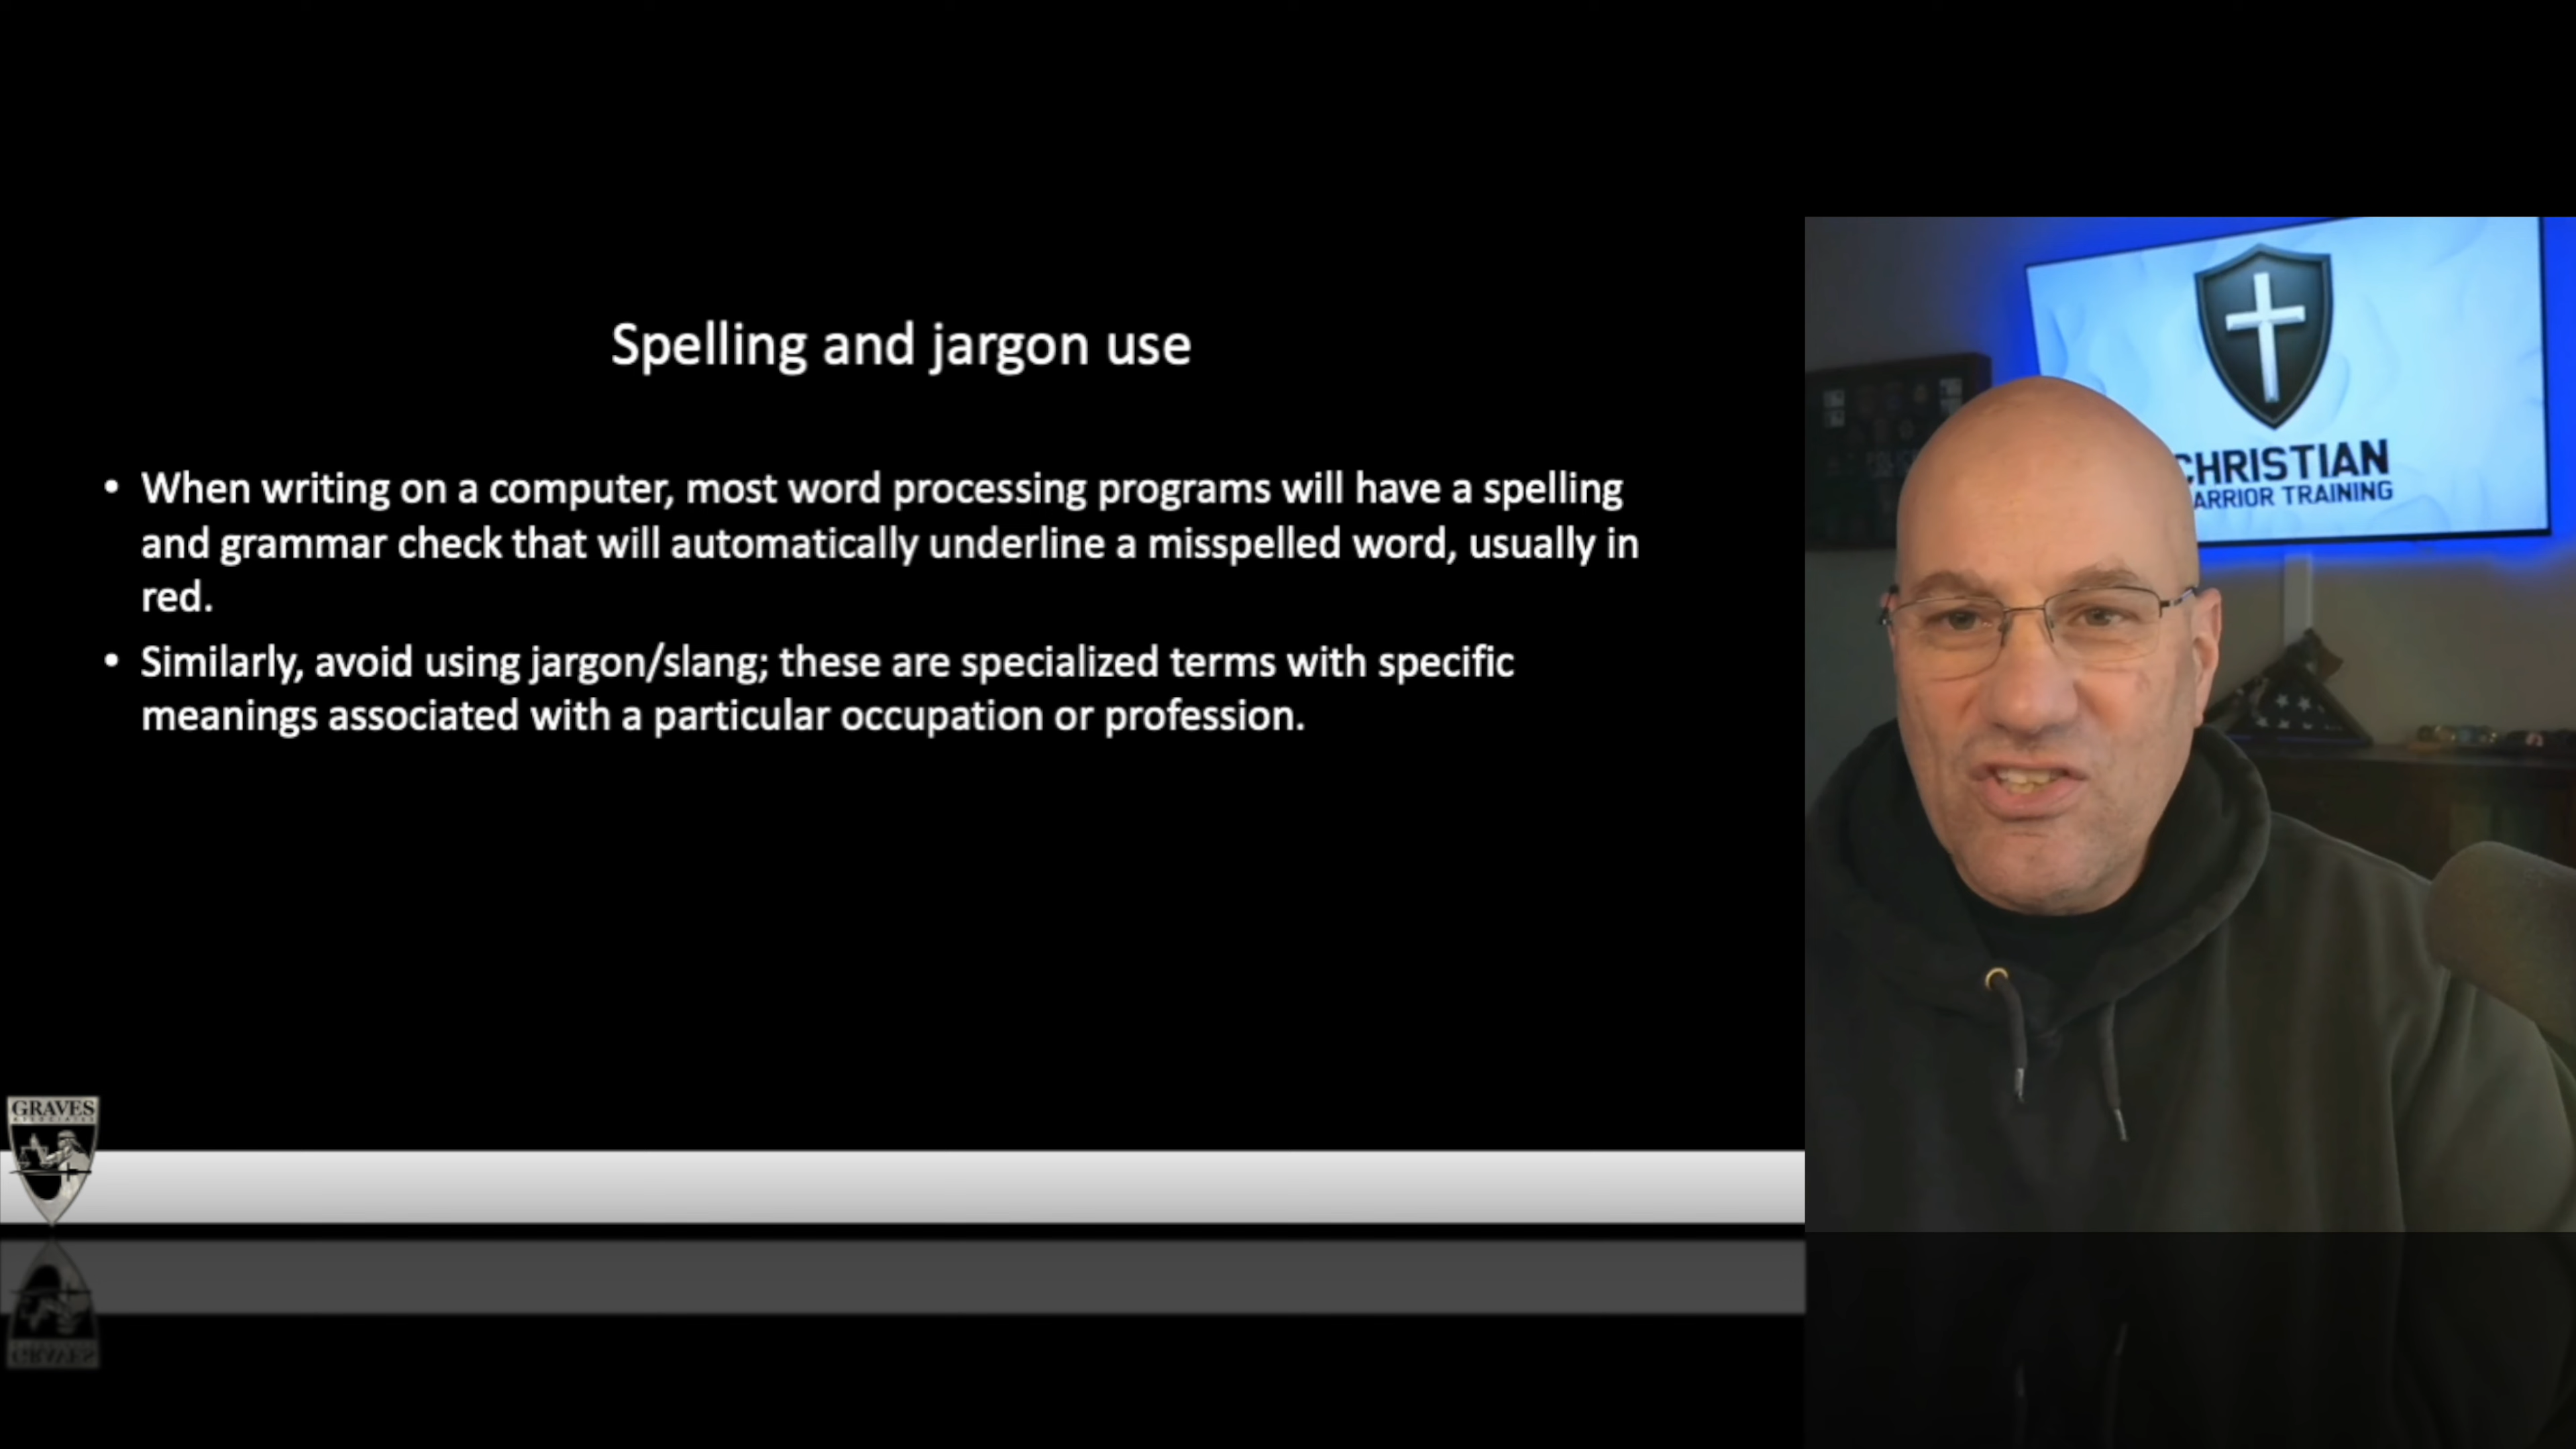 Spelling and jargon use
• When writing on a computer, most word processing programs will have a spelling
and grammar check that will automatically underline a misspelled word, usually in
red.
• Similarly, avoid using jargon/slang; these are specialized terms with specific
meanings associated with a particular occupation or profession.
CHRISTIAN
ARRIOR TRAINING
GRAVES